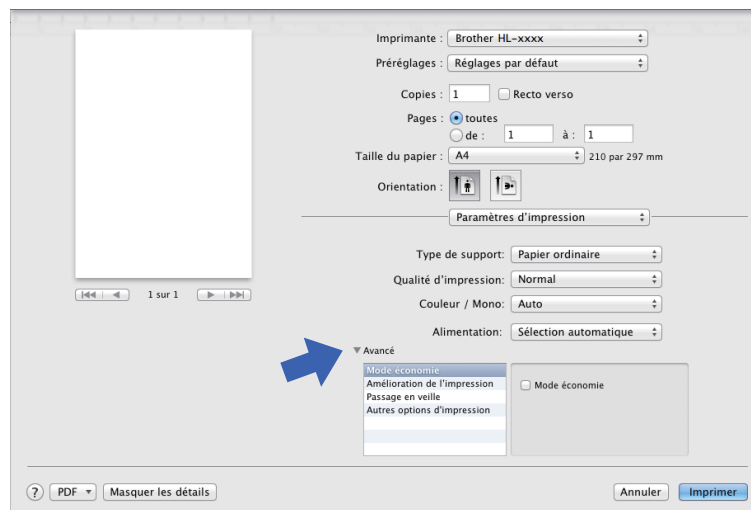 Imprimante : Brother HL-xxxx
Préréglages : Réglages par défaut
Copies : 1 Recto verso
Pages : toutes
de : 1 à : 1
Taille du papier : A4 210 par 297 mm
Orientation :
Paramètres d'impression
Type de support: Papier ordinaire
Qualité d'impression: Normal
Couleur / Mono: Auto
Alimentation: Sélection automatique
Avancé
Mode économie
Amélioration de l'impression
Passage en veille
Autres options d'impression
Mode économie
1 sur 1
? PDF Masquer les détails Annuler Imprimer